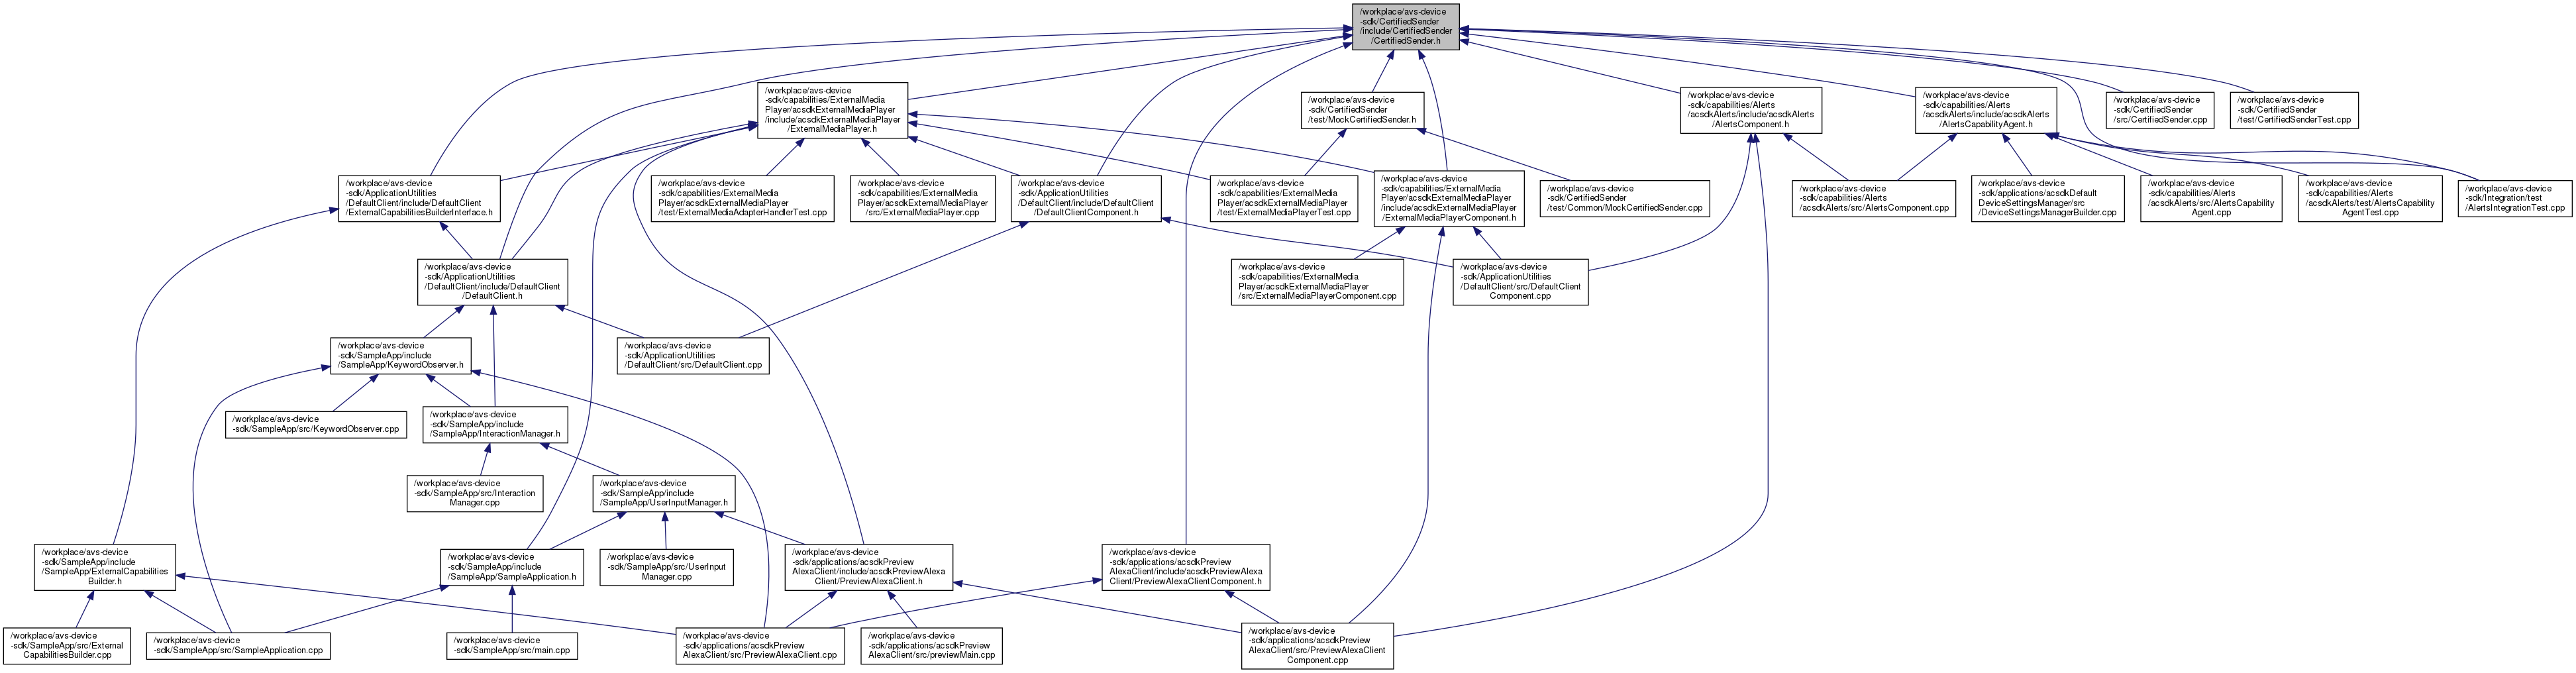 /workplace/avs-device
-sdk/CertifiedSender
/include/CertifiedSender
/CertifiedSender.h
/workplace/avs-device
-sdk/capabilities/ExternalMedia
Player/acsdkExternalMediaPlayer
/include/acsdkExternalMediaPlayer
/ExternalMediaPlayer.h
/workplace/avs-device
-sdk/CertifiedSender
/test/MockCertifiedSender.h
/workplace/avs-device
-sdk/capabilities/Alerts
/acsdkAlerts/include/acsdkAlerts
/AlertsComponent.h
/workplace/avs-device
-sdk/capabilities/Alerts
/acsdkAlerts/include/acsdkAlerts
/AlertsCapabilityAgent.h
/workplace/avs-device
-sdk/CertifiedSender
/src/CertifiedSender.cpp
/workplace/avs-device
-sdk/CertifiedSender
/test/CertifiedSenderTest.cpp
/workplace/avs-device
-sdk/ApplicationUtilities
/DefaultClient/include/DefaultClient
/ExternalCapabilitiesBuilderInterface.h
/workplace/avs-device
-sdk/capabilities/ExternalMedia
Player/acsdkExternalMediaPlayer
/test/ExternalMediaAdapterHandlerTest.cpp
/workplace/avs-device
-sdk/capabilities/ExternalMedia
Player/acsdkExternalMediaPlayer
/src/ExternalMediaPlayer.cpp
/workplace/avs-device
-sdk/ApplicationUtilities
/DefaultClient/include/DefaultClient
/DefaultClientComponent.h
/workplace/avs-device
-sdk/capabilities/ExternalMedia
Player/acsdkExternalMediaPlayer
/test/ExternalMediaPlayerTest.cpp
/workplace/avs-device
-sdk/capabilities/ExternalMedia
Player/acsdkExternalMediaPlayer
/include/acsdkExternalMediaPlayer
/ExternalMediaPlayerComponent.h
/workplace/avs-device
-sdk/CertifiedSender
/test/Common/MockCertifiedSender.cpp
/workplace/avs-device
-sdk/capabilities/Alerts
/acsdkAlerts/src/AlertsComponent.cpp
/workplace/avs-device
-sdk/applications/acsdkDefault
DeviceSettingsManager/src
/DeviceSettingsManagerBuilder.cpp
/workplace/avs-device
-sdk/capabilities/Alerts
/acsdkAlerts/src/AlertsCapability
Agent.cpp
/workplace/avs-device
-sdk/capabilities/Alerts
/acsdkAlerts/test/AlertsCapability
AgentTest.cpp
/workplace/avs-device
-sdk/Integration/test
/AlertsIntegrationTest.cpp
/workplace/avs-device
-sdk/ApplicationUtilities
/DefaultClient/include/DefaultClient
/DefaultClient.h
/workplace/avs-device
-sdk/capabilities/ExternalMedia
Player/acsdkExternalMediaPlayer
/src/ExternalMediaPlayerComponent.cpp
/workplace/avs-device
-sdk/ApplicationUtilities
/DefaultClient/src/DefaultClient
Component.cpp
/workplace/avs-device
-sdk/SampleApp/include
/SampleApp/KeywordObserver.h
/workplace/avs-device
-sdk/ApplicationUtilities
/DefaultClient/src/DefaultClient.cpp
/workplace/avs-device
-sdk/SampleApp/src/KeywordObserver.cpp
/workplace/avs-device
-sdk/SampleApp/include
/SampleApp/InteractionManager.h
/workplace/avs-device
-sdk/SampleApp/src/Interaction
Manager.cpp
/workplace/avs-device
-sdk/SampleApp/include
/SampleApp/UserInputManager.h
/workplace/avs-device
-sdk/SampleApp/include
/SampleApp/ExternalCapabilities
Builder.h
/workplace/avs-device
-sdk/SampleApp/include
/SampleApp/SampleApplication.h
/workplace/avs-device
-sdk/SampleApp/src/UserInput
Manager.cpp
/workplace/avs-device
-sdk/applications/acsdkPreview
AlexaClient/include/acsdkPreviewAlexa
Client/PreviewAlexaClient.h
/workplace/avs-device
-sdk/applications/acsdkPreview
AlexaClient/include/acsdkPreviewAlexa
Client/PreviewAlexaClientComponent.h
/workplace/avs-device
-sdk/SampleApp/src/External
CapabilitiesBuilder.cpp
/workplace/avs-device
-sdk/SampleApp/src/SampleApplication.cpp
/workplace/avs-device
-sdk/SampleApp/src/main.cpp
/workplace/avs-device
-sdk/applications/acsdkPreview
AlexaClient/src/PreviewAlexaClient.cpp
/workplace/avs-device
-sdk/applications/acsdkPreview
AlexaClient/src/previewMain.cpp
/workplace/avs-device
-sdk/applications/acsdkPreview
AlexaClient/src/PreviewAlexaClient
Component.cpp